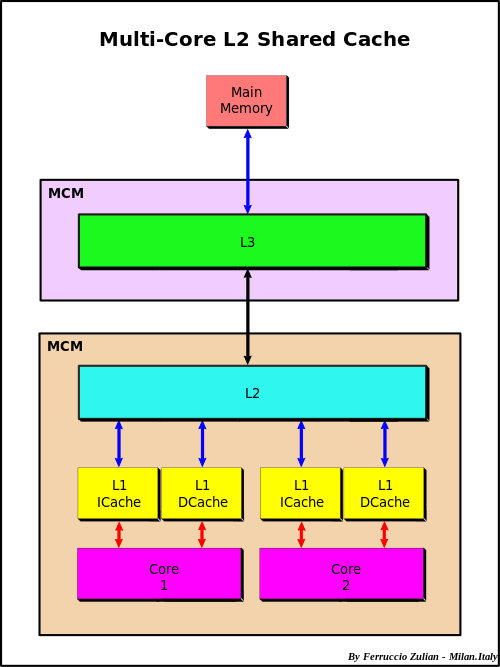 Multi-Core L2 Shared Cache
Main
Memory
MCM
L3
MCM
L2
L1
ICache
L1
DCache
L1
ICache
L1
DCache
Core
1
Core
2
By Ferruccio Zulian - Milan.Italy